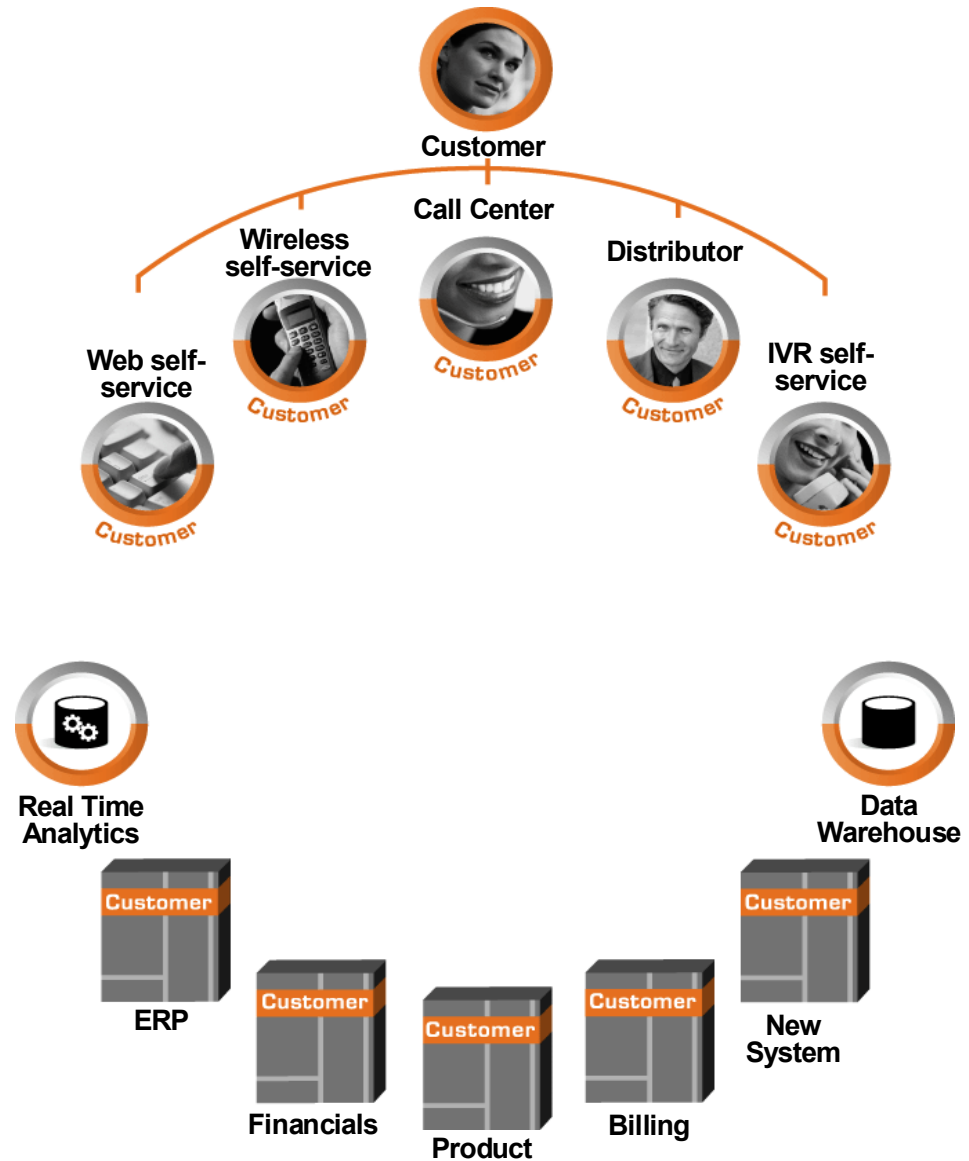 Customer
Call Center
Wireless
self-service
Distributor
Web self-
service
IVR self-
service
Customer
Customer
Customer
Customer
Customer
Real Time
Analytics
Data
Warehouse
Customer
Customer
Customer
Customer
Customer
ERP
New
System
Financials
Billing
Product